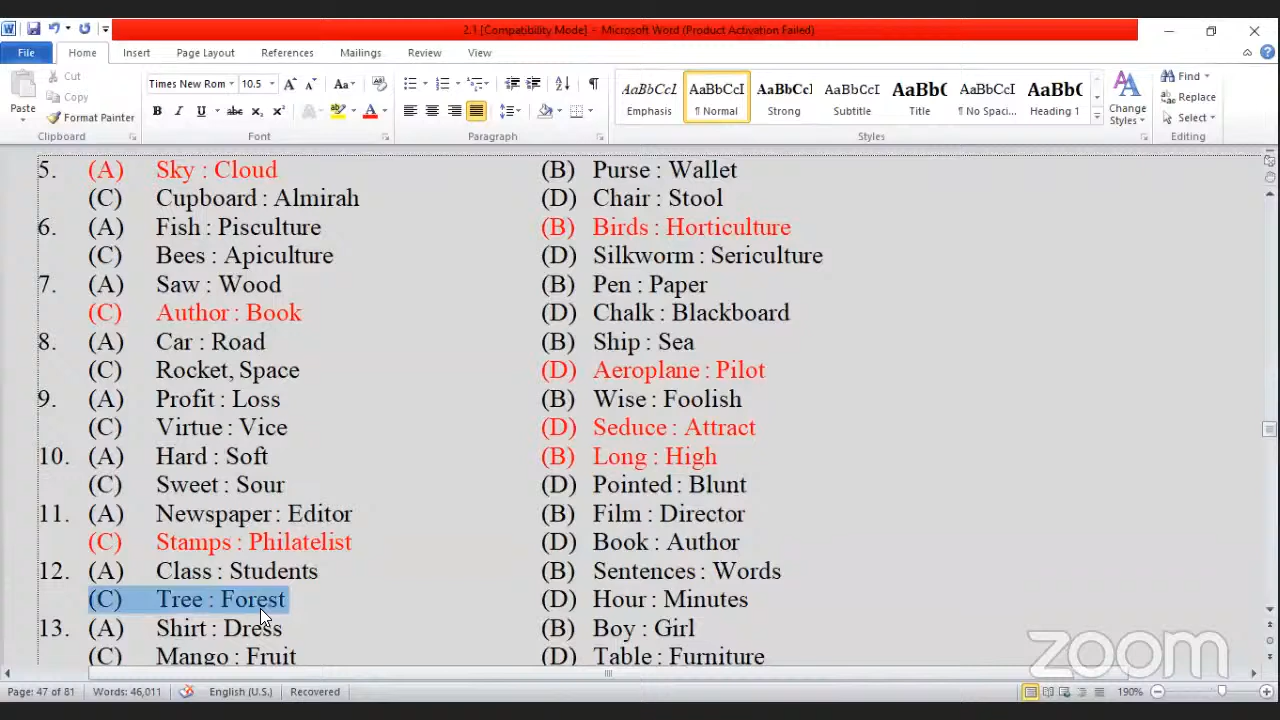 2.1 [Compatibility Mode] - Microsoft Word (Product Activation Failed)
File Home Insert Page Layout References Mailings Review View
Paste
Cut
Copy
Format Painter
Clipboard
Times New Rom 10.5
Font
Paragraph
AaBbCcI AaBbCcI AaBbCcI AaBbCcI AaBb( AaBbCcI AaBb(
Emphasis ¶ Normal Strong Subtitle Title ¶ No Spaci... Heading 1
Change Styles
Styles
Find
Replace
Select
Editing
5. (A) Sky : Cloud (B) Purse : Wallet
(C) Cupboard : Almirah (D) Chair : Stool
6. (A) Fish : Pisculture (B) Birds : Horticulture
(C) Bees : Apiculture (D) Silkworm : Sericulture
7. (A) Saw : Wood (B) Pen : Paper
(C) Author : Book (D) Chalk : Blackboard
8. (A) Car : Road (B) Ship : Sea
(C) Rocket, Space (D) Aeroplane : Pilot
9. (A) Profit : Loss (B) Wise : Foolish
(C) Virtue : Vice (D) Seduce : Attract
10. (A) Hard : Soft (B) Long : High
(C) Sweet : Sour (D) Pointed : Blunt
11. (A) Newspaper : Editor (B) Film : Director
(C) Stamps : Philatelist (D) Book : Author
12. (A) Class : Students (B) Sentences : Words
(C) Tree : Forest (D) Hour : Minutes
13. (A) Shirt : Dress (B) Boy : Girl
(C) Mango : Fruit (D) Table : Furniture
zoom
Page: 47 of 81 Words: 46,011 English (U.S.) Recovered 190%